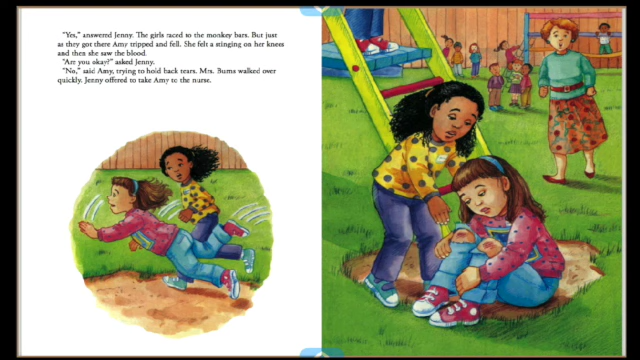 "Yes," answered Jenny. The girls raced to the monkey bars. But just
as they got there Amy tripped and fell. She felt a stinging on her knees
and then she saw the blood.
"Are you okay?" asked Jenny.
"No," said Amy, trying to hold back tears. Mrs. Burns walked over
quickly. Jenny offered to take Amy to the nurse.